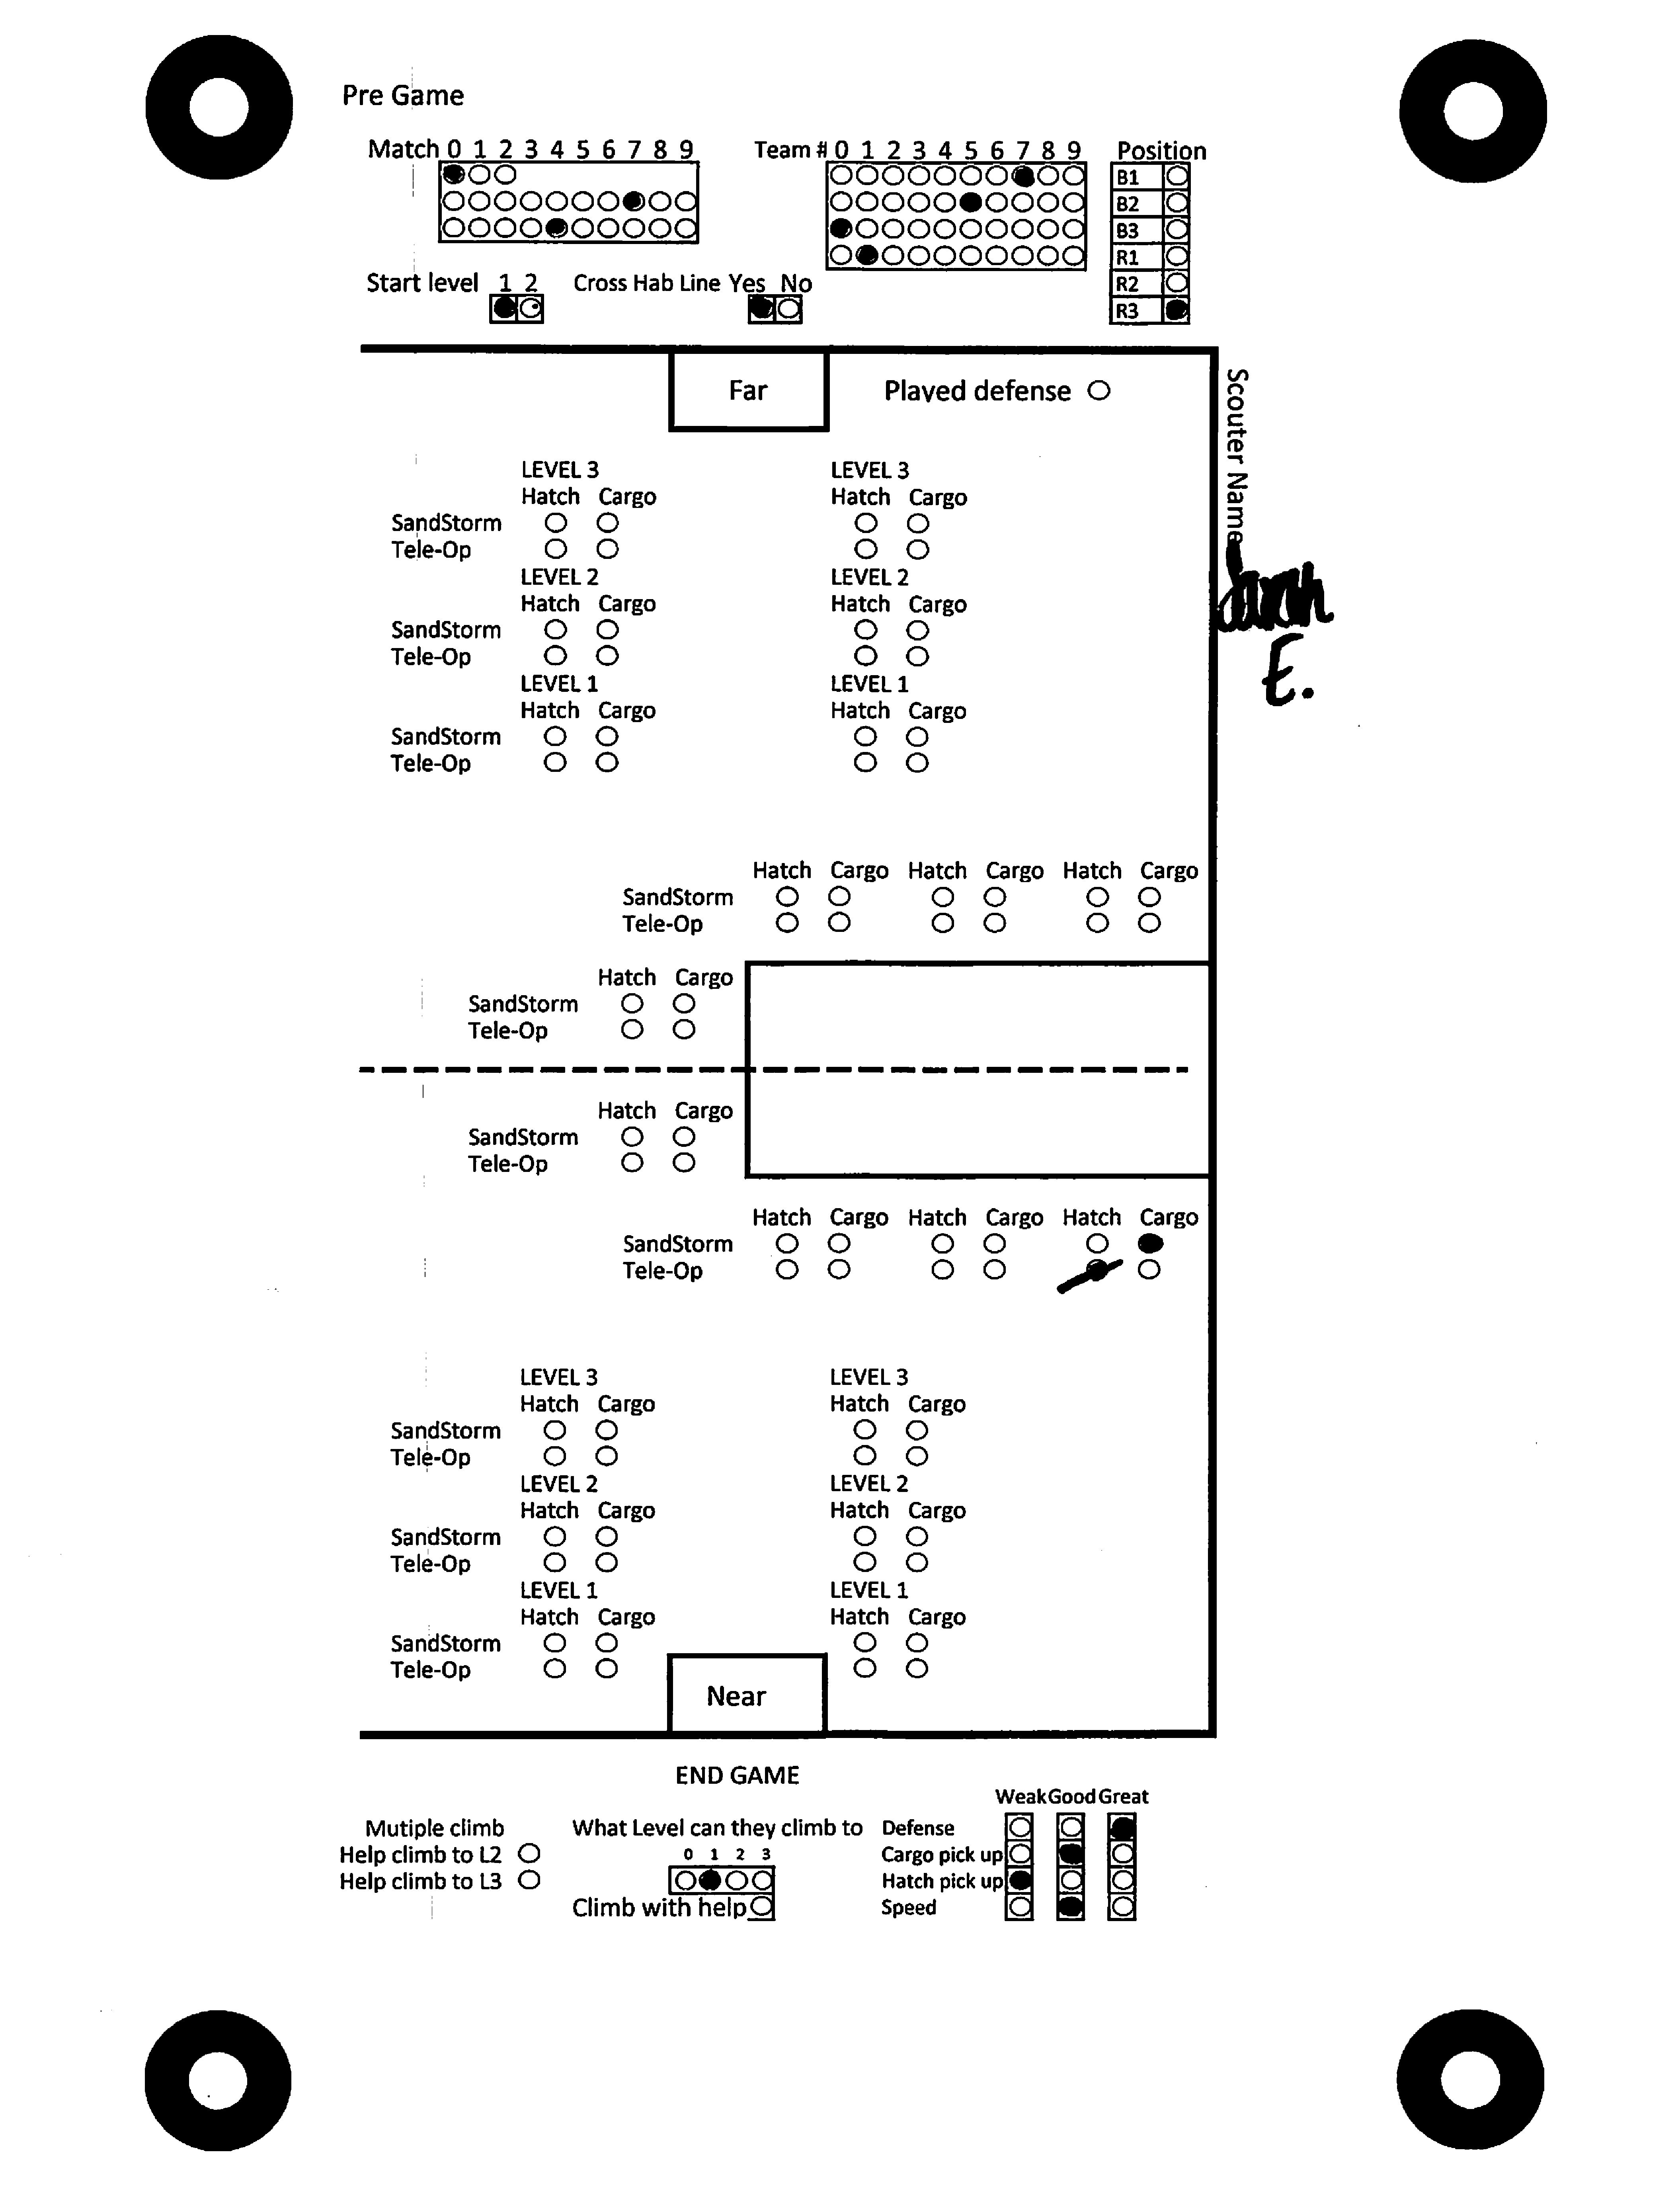 Pre Game
Match 0 1 2 3 4 5 6 7 8 9
Team # 0 1 2 3 4 5 6 7 8 9
Position
B1
B2
B3
R1
R2
R3
Start level 1 2
Cross Hab Line Yes No
Far
Played defense
Scouter Name
Sarah
E.
LEVEL 3 LEVEL 3
Hatch Cargo Hatch Cargo
SandStorm
Tele-Op
LEVEL 2 LEVEL 2
Hatch Cargo Hatch Cargo
SandStorm
Tele-Op
LEVEL 1 LEVEL 1
Hatch Cargo Hatch Cargo
SandStorm
Tele-Op
Hatch Cargo Hatch Cargo Hatch Cargo
SandStorm
Tele-Op
Hatch Cargo
SandStorm
Tele-Op
Hatch Cargo
SandStorm
Tele-Op
Hatch Cargo Hatch Cargo Hatch Cargo
SandStorm
Tele-Op
LEVEL 3 LEVEL 3
Hatch Cargo Hatch Cargo
SandStorm
Tele-Op
LEVEL 2 LEVEL 2
Hatch Cargo Hatch Cargo
SandStorm
Tele-Op
LEVEL 1 LEVEL 1
Hatch Cargo Hatch Cargo
SandStorm
Tele-Op
Near
END GAME
Mutiple climb
Help climb to L2
Help climb to L3
What Level can they climb to
0 1 2 3
Climb with help
Weak Good Great
Defense
Cargo pick up
Hatch pick up
Speed